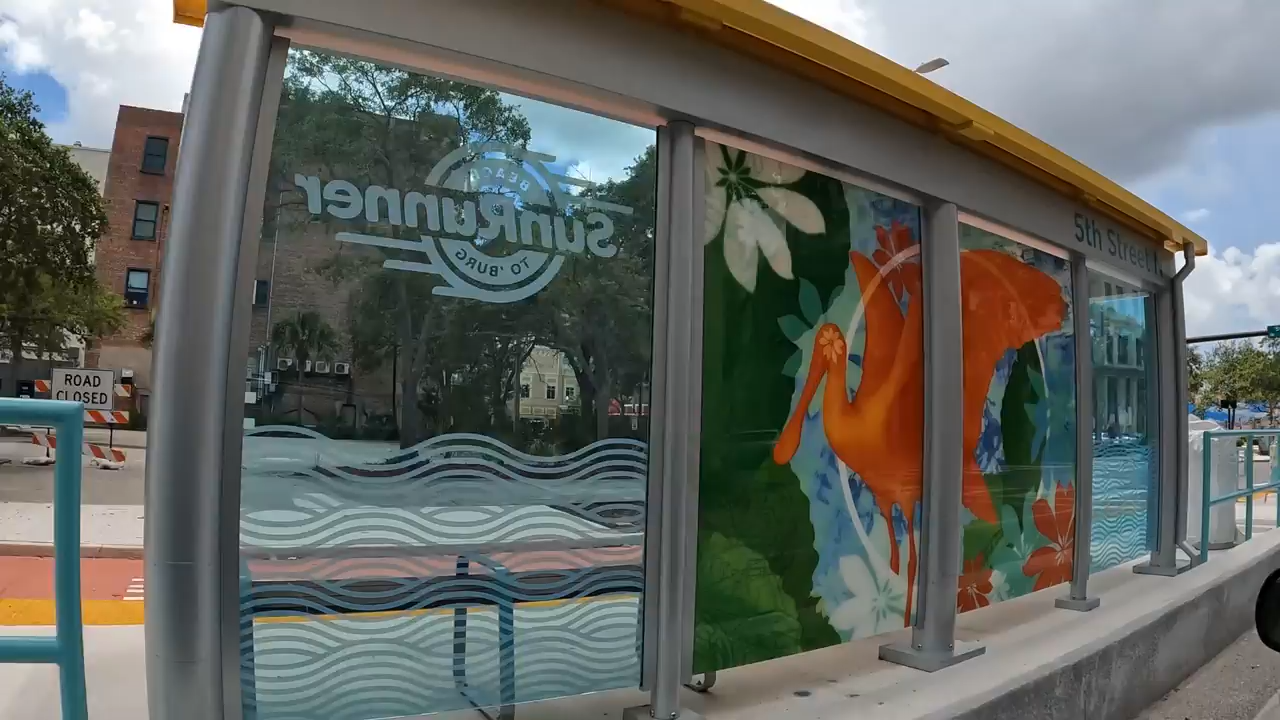 BEACH
SunRunner
TO 'BURG
5th Street
ROAD
CLOSED